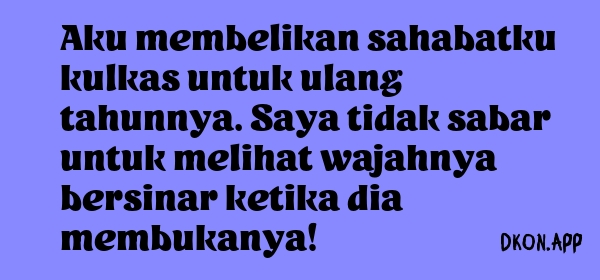 Aku membelikan sahabatku
kulkas untuk ulang
tahunnya. Saya tidak sabar
untuk melihat wajahnya
bersinar ketika dia
membukanya!
DKON.APP